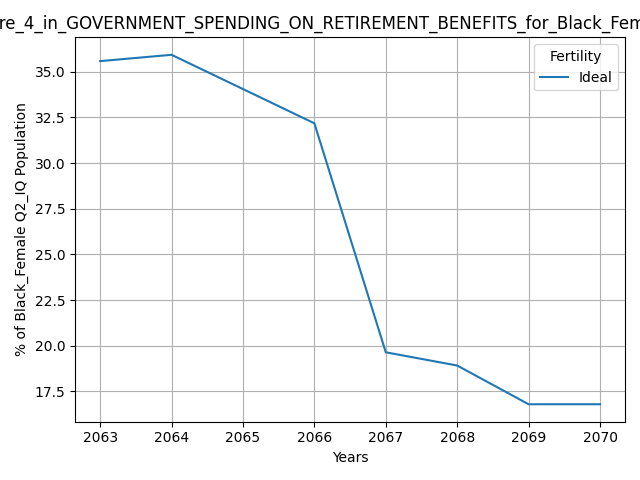 re_4_in_GOVERNMENT_SPENDING_ON_RETIREMENT_BENEFITS_for_Black_Fem
Fertility
Ideal
% of Black_Female Q2_IQ Population
35.0
32.5
30.0
27.5
25.0
22.5
20.0
17.5
2063 2064 2065 2066 2067 2068 2069 2070
Years